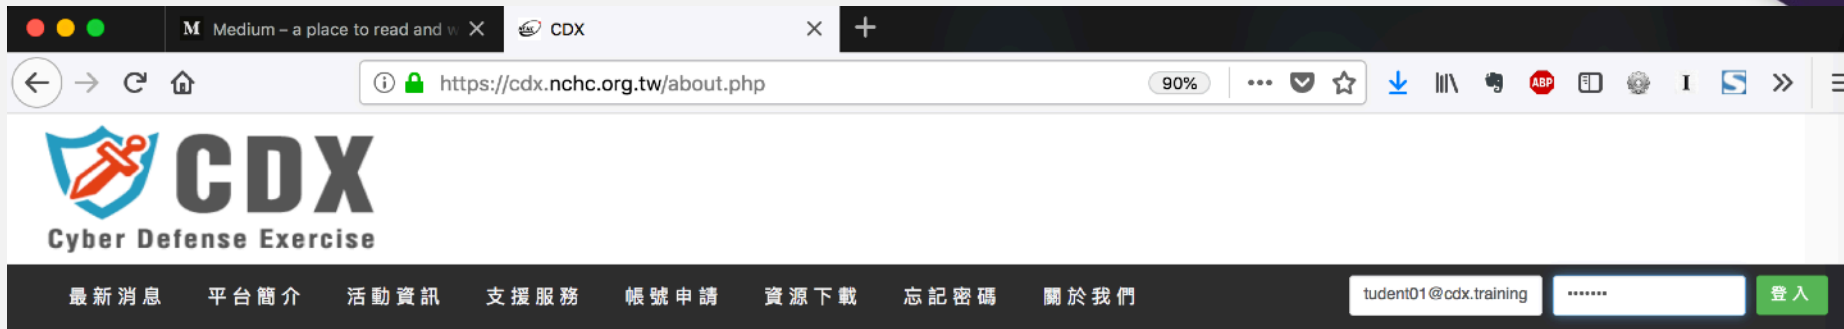 M Medium – a place to read and w CDX
https://cdx.nchc.org.tw/about.php 90% ABP I S
CDX
Cyber Defense Exercise
最新消息 平台簡介 活動資訊 支援服務 帳號申請 資源下載 忘記密碼 關於我們 tudent01@cdx.training ••••••• 登入